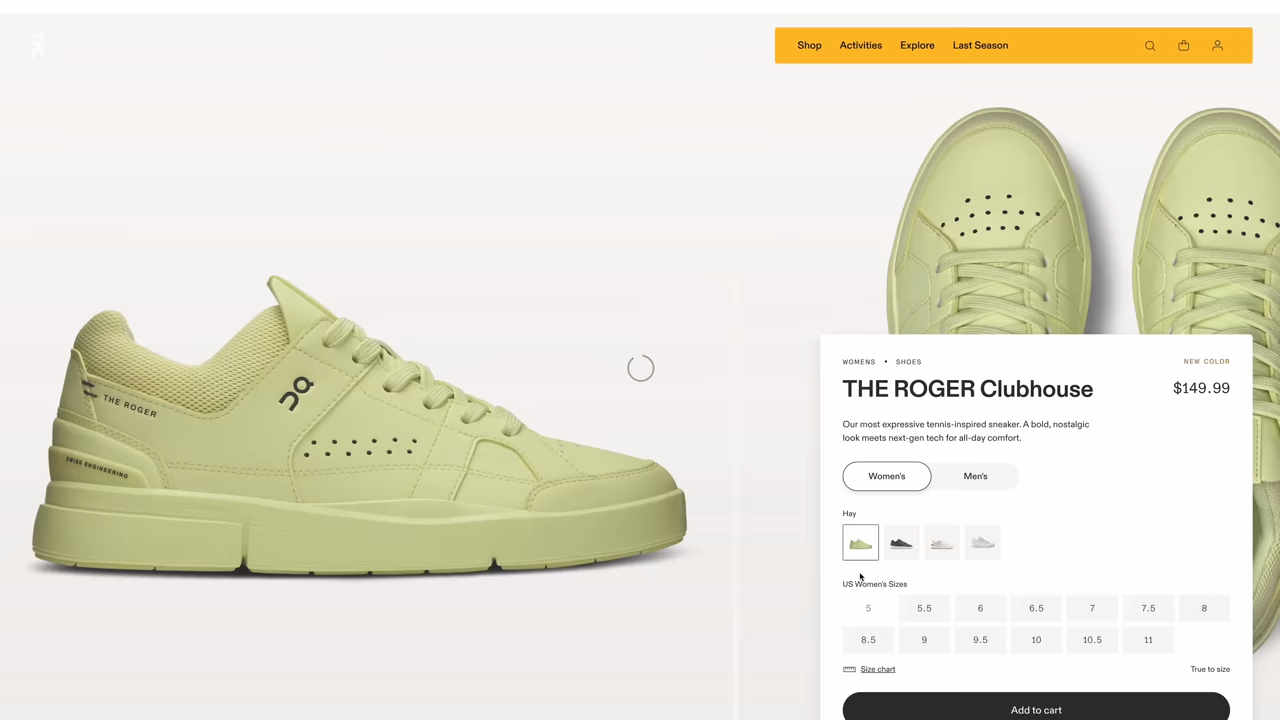 Shop Activities Explore Last Season
THE ROGER
SWISS ENGINEERING
WOMENS • SHOES
NEW COLOR
THE ROGER Clubhouse
$149.99
Our most expressive tennis-inspired sneaker. A bold, nostalgic
look meets next-gen tech for all-day comfort.
Women's Men's
Hay
US Women's Sizes
5 5.5 6 6.5 7 7.5 8
8.5 9 9.5 10 10.5 11
Size chart
True to size
Add to cart